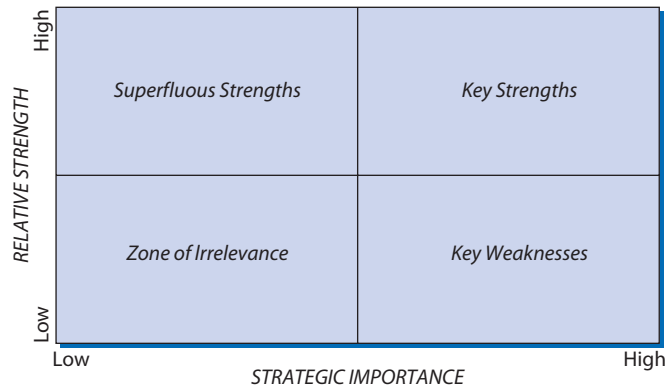 High
Superfluous Strengths
Key Strengths
RELATIVE STRENGTH
Zone of Irrelevance
Key Weaknesses
Low
Low
High
STRATEGIC IMPORTANCE